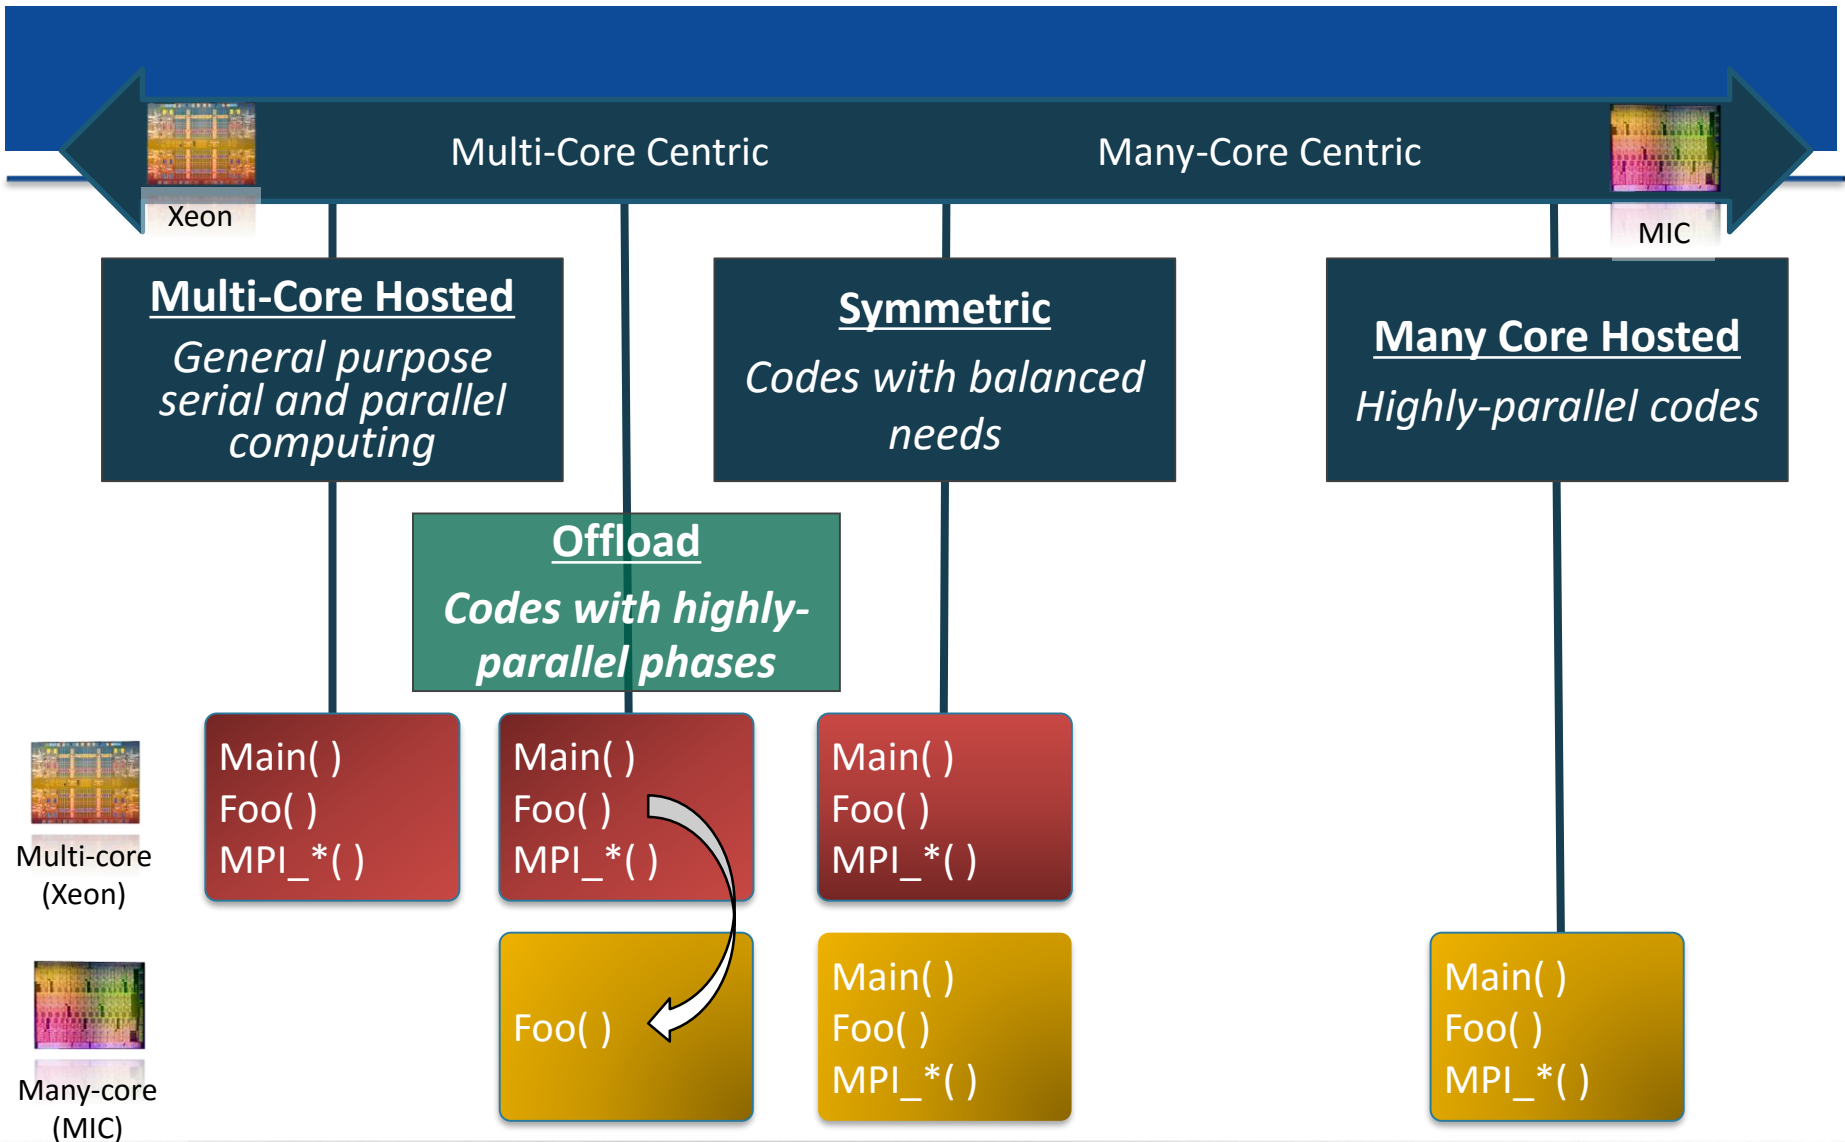 Multi-Core Centric
Many-Core Centric
Xeon
MIC
Multi-Core Hosted
General purpose
serial and parallel
computing
Symmetric
Codes with balanced
needs
Many Core Hosted
Highly-parallel codes
Offload
Codes with highly-
parallel phases
Multi-core
(Xeon)
Main( )
Foo( )
MPI_*( )
Main( )
Foo( )
MPI_*( )
Main( )
Foo( )
MPI_*( )
Many-core
(MIC)
Foo( )
Main( )
Foo( )
MPI_*( )
Main( )
Foo( )
MPI_*( )